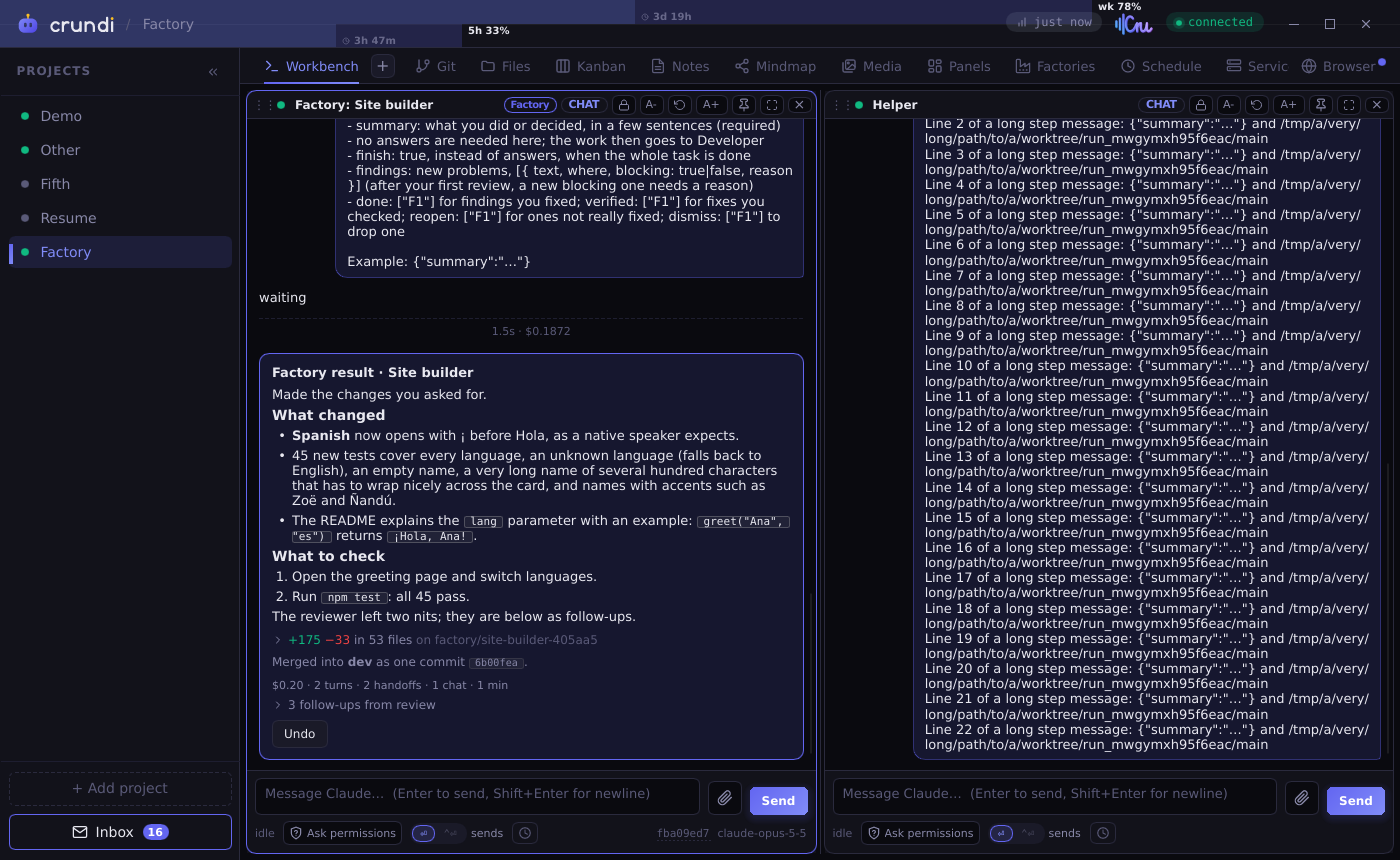 crundi / Factory
3d 19h
wk 78%
3h 47m
5h 33%
just now
Cru
connected
PROJECTS
«
Demo
Other
Fifth
Resume
Factory
+ Add project
Inbox 16
Workbench
+
Git
Files
Kanban
Notes
Mindmap
Media
Panels
Factories
Schedule
Servic
Browser
Factory: Site builder
Factory
CHAT
A-
A+
- summary: what you did or decided, in a few sentences (required)
- no answers are needed here; the work then goes to Developer
- finish: true, instead of answers, when the whole task is done
- findings: new problems, [{ text, where, blocking: true|false, reason
}] (after your first review, a new blocking one needs a reason)
- done: ["F1"] for findings you fixed; verified: ["F1"] for fixes you
checked; reopen: ["F1"] for ones not really fixed; dismiss: ["F1"] to
drop one
Example: {"summary":"…"}
waiting
1.5s · $0.1872
Factory result · Site builder
Made the changes you asked for.
What changed
• Spanish now opens with ¡ before Hola, as a native speaker expects.
• 45 new tests cover every language, an unknown language (falls back to
English), an empty name, a very long name of several hundred characters
that has to wrap nicely across the card, and names with accents such as
Zoë and Ñandú.
• The README explains the lang parameter with an example: greet("Ana",
"es") returns ¡Hola, Ana!.
What to check
1. Open the greeting page and switch languages.
2. Run npm test: all 45 pass.
The reviewer left two nits; they are below as follow-ups.
+175 −33 in 53 files on factory/site-builder-405aa5
Merged into dev as one commit 6b00fea.
$0.20 · 2 turns · 2 handoffs · 1 chat · 1 min
3 follow-ups from review
Undo
Message Claude… (Enter to send, Shift+Enter for newline)
Send
idle
Ask permissions
sends
fba09ed7 claude-opus-5-5
Helper
CHAT
A-
A+
Line 2 of a long step message: {"summary":"…"} and /tmp/a/very/
long/path/to/a/worktree/run_mwgymxh95f6eac/main
Line 3 of a long step message: {"summary":"…"} and /tmp/a/very/
long/path/to/a/worktree/run_mwgymxh95f6eac/main
Line 4 of a long step message: {"summary":"…"} and /tmp/a/very/
long/path/to/a/worktree/run_mwgymxh95f6eac/main
Line 5 of a long step message: {"summary":"…"} and /tmp/a/very/
long/path/to/a/worktree/run_mwgymxh95f6eac/main
Line 6 of a long step message: {"summary":"…"} and /tmp/a/very/
long/path/to/a/worktree/run_mwgymxh95f6eac/main
Line 7 of a long step message: {"summary":"…"} and /tmp/a/very/
long/path/to/a/worktree/run_mwgymxh95f6eac/main
Line 8 of a long step message: {"summary":"…"} and /tmp/a/very/
long/path/to/a/worktree/run_mwgymxh95f6eac/main
Line 9 of a long step message: {"summary":"…"} and /tmp/a/very/
long/path/to/a/worktree/run_mwgymxh95f6eac/main
Line 10 of a long step message: {"summary":"…"} and /tmp/a/very/
long/path/to/a/worktree/run_mwgymxh95f6eac/main
Line 11 of a long step message: {"summary":"…"} and /tmp/a/very/
long/path/to/a/worktree/run_mwgymxh95f6eac/main
Line 12 of a long step message: {"summary":"…"} and /tmp/a/very/
long/path/to/a/worktree/run_mwgymxh95f6eac/main
Line 13 of a long step message: {"summary":"…"} and /tmp/a/very/
long/path/to/a/worktree/run_mwgymxh95f6eac/main
Line 14 of a long step message: {"summary":"…"} and /tmp/a/very/
long/path/to/a/worktree/run_mwgymxh95f6eac/main
Line 15 of a long step message: {"summary":"…"} and /tmp/a/very/
long/path/to/a/worktree/run_mwgymxh95f6eac/main
Line 16 of a long step message: {"summary":"…"} and /tmp/a/very/
long/path/to/a/worktree/run_mwgymxh95f6eac/main
Line 17 of a long step message: {"summary":"…"} and /tmp/a/very/
long/path/to/a/worktree/run_mwgymxh95f6eac/main
Line 18 of a long step message: {"summary":"…"} and /tmp/a/very/
long/path/to/a/worktree/run_mwgymxh95f6eac/main
Line 19 of a long step message: {"summary":"…"} and /tmp/a/very/
long/path/to/a/worktree/run_mwgymxh95f6eac/main
Line 20 of a long step message: {"summary":"…"} and /tmp/a/very/
long/path/to/a/worktree/run_mwgymxh95f6eac/main
Line 21 of a long step message: {"summary":"…"} and /tmp/a/very/
long/path/to/a/worktree/run_mwgymxh95f6eac/main
Line 22 of a long step message: {"summary":"…"} and /tmp/a/very/
long/path/to/a/worktree/run_mwgymxh95f6eac/main
Message Claude… (Enter to send, Shift+Enter for newline)
Send
idle
Ask permissions
sends